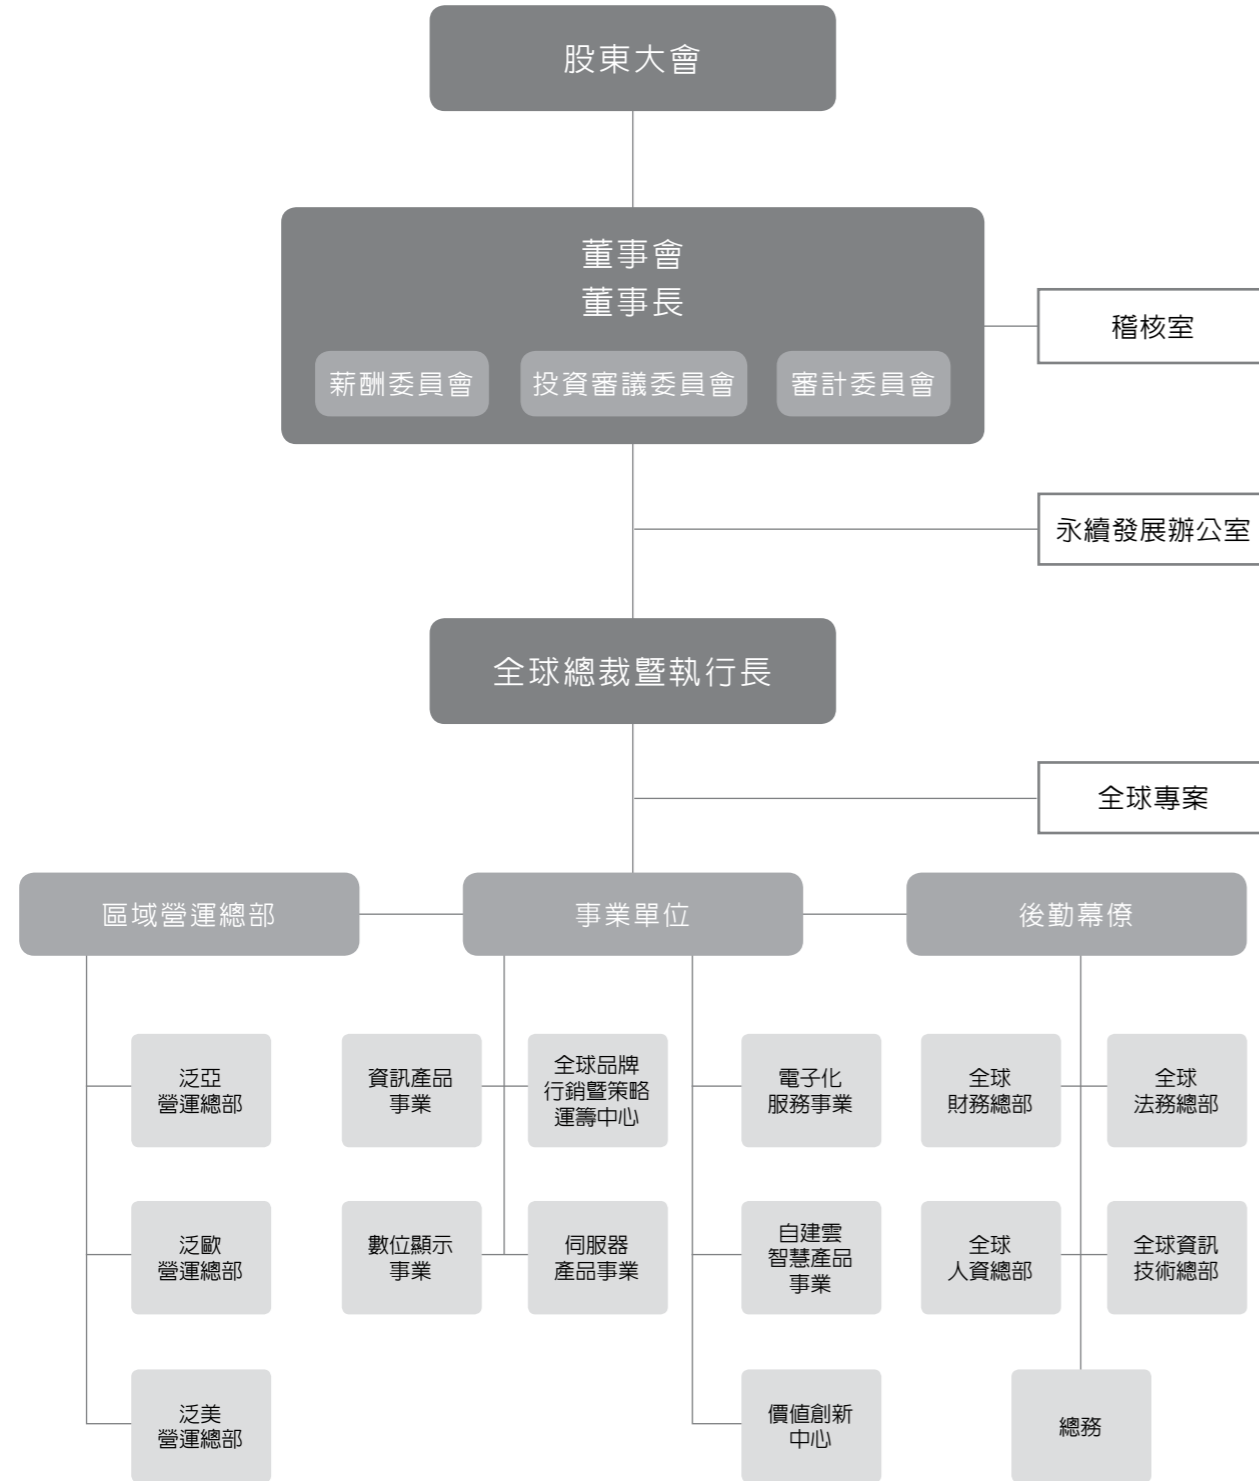 股東大會
董事會
董事長
薪酬委員會
投資審議委員會
審計委員會
稽核室
永續發展辦公室
全球總裁暨執行長
全球專案
區域營運總部
事業單位
後勤幕僚
泛亞
營運總部
資訊產品
事業
全球品牌
行銷暨策略
運籌中心
電子化
服務事業
全球
財務總部
全球
法務總部
泛歐
營運總部
數位顯示
事業
伺服器
產品事業
自建雲
智慧產品
事業
全球
人資總部
全球資訊
技術總部
泛美
營運總部
價值創新
中心
總務